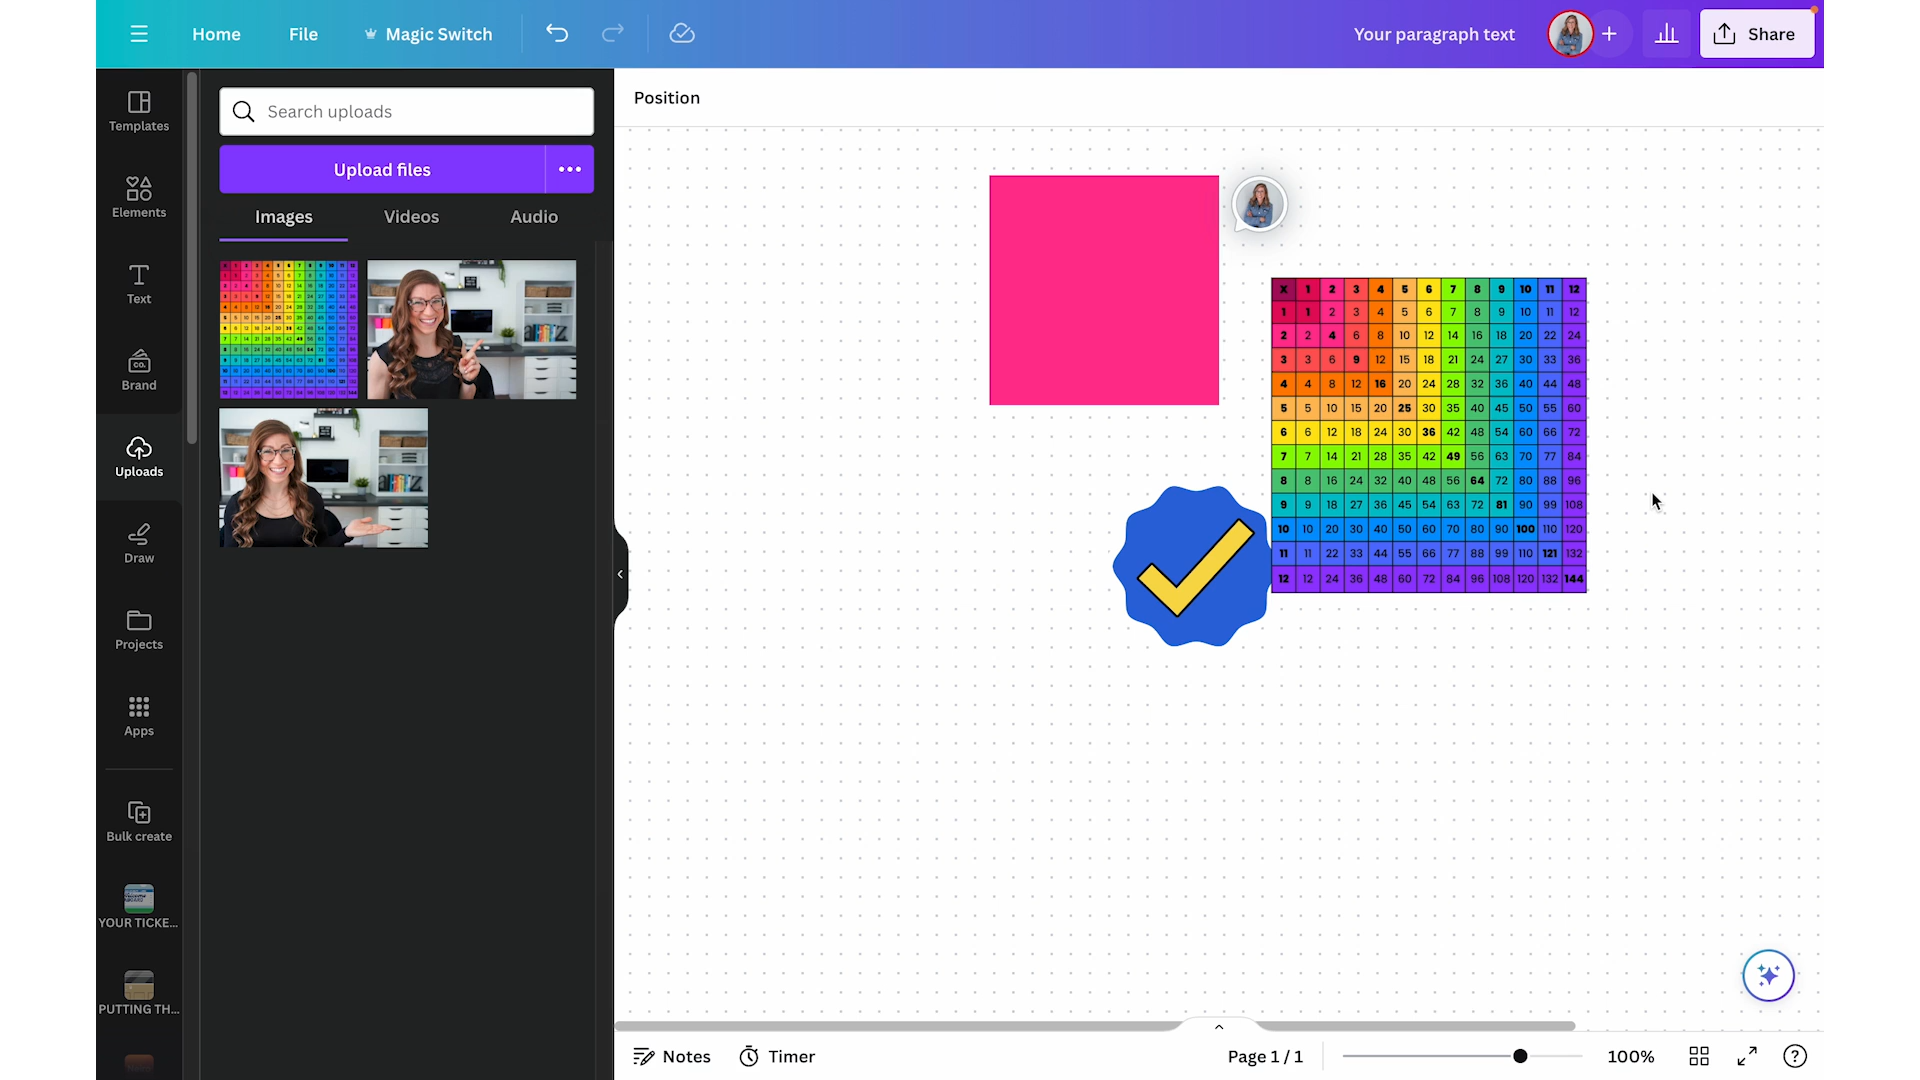 Home File Magic Switch Your paragraph text Share
Templates
Elements
Text
Brand
Uploads
Draw
Projects
Apps
Bulk create
YOUR TICKE...
PUTTING TH...
Search uploads
Upload files
Images Videos Audio
Position
X 1 2 3 4 5 6 7 8 9 10 11 12
1 1 2 3 4 5 6 7 8 9 10 11 12
2 2 4 6 8 10 12 14 16 18 20 22 24
3 3 6 9 12 15 18 21 24 27 30 33 36
4 4 8 12 16 20 24 28 32 36 40 44 48
5 5 10 15 20 25 30 35 40 45 50 55 60
6 6 12 18 24 30 36 42 48 54 60 66 72
7 7 14 21 28 35 42 49 56 63 70 77 84
8 8 16 24 32 40 48 56 64 72 80 88 96
9 9 18 27 36 45 54 63 72 81 90 99 108
10 10 20 30 40 50 60 70 80 90 100 110 120
11 11 22 33 44 55 66 77 88 99 110 121 132
12 12 24 36 48 60 72 84 96 108 120 132 144
Notes Timer Page 1 / 1 100%